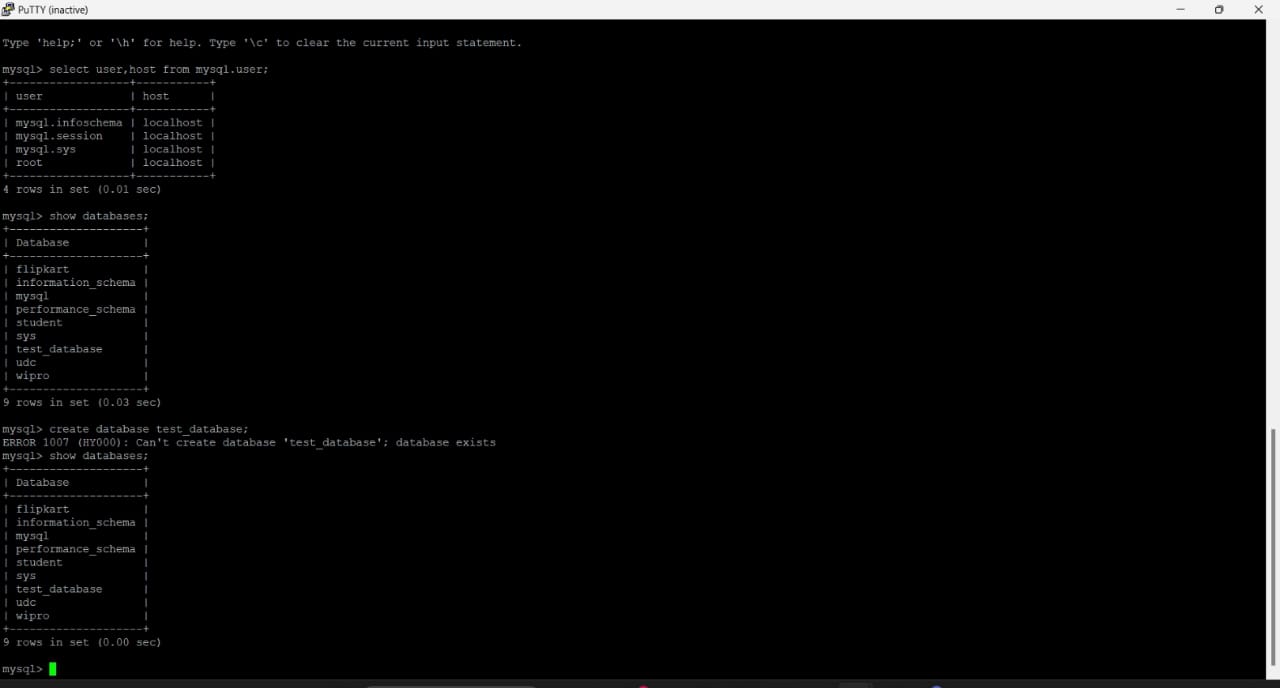 PuTTY (inactive)
Type 'help;' or '\h' for help. Type '\c' to clear the current input statement.
mysql> select user,host from mysql.user;
+------------------+-----------+
| user             | host      |
+------------------+-----------+
| mysql.infoschema | localhost |
| mysql.session    | localhost |
| mysql.sys        | localhost |
| root             | localhost |
+------------------+-----------+
4 rows in set (0.01 sec)
mysql> show databases;
+--------------------+
| Database           |
+--------------------+
| flipkart           |
| information_schema |
| mysql              |
| performance_schema |
| student            |
| sys                |
| test_database      |
| udc                |
| wipro              |
+--------------------+
9 rows in set (0.03 sec)
mysql> create database test_database;
ERROR 1007 (HY000): Can't create database 'test_database'; database exists
mysql> show databases;
+--------------------+
| Database           |
+--------------------+
| flipkart           |
| information_schema |
| mysql              |
| performance_schema |
| student            |
| sys                |
| test_database      |
| udc                |
| wipro              |
+--------------------+
9 rows in set (0.00 sec)
mysql>